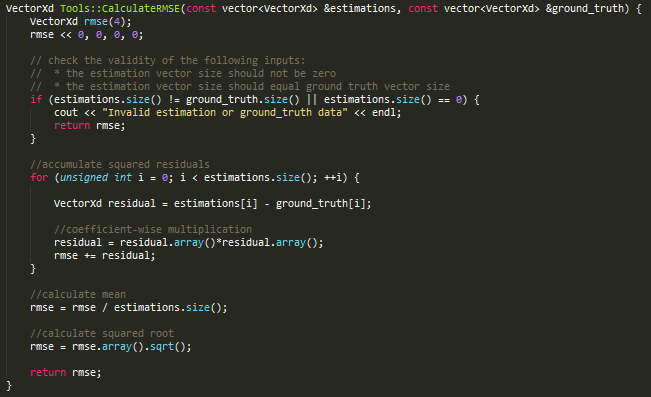 VectorXd Tools::CalculateRMSE(const vector<VectorXd> &estimations, const vector<VectorXd> &ground_truth) {
VectorXd rmse(4);
rmse << 0, 0, 0, 0;
// check the validity of the following inputs:
//  * the estimation vector size should not be zero
//  * the estimation vector size should equal ground truth vector size
if (estimations.size() != ground_truth.size() || estimations.size() == 0) {
cout << "Invalid estimation or ground_truth data" << endl;
return rmse;
}
//accumulate squared residuals
for (unsigned int i = 0; i < estimations.size(); ++i) {
VectorXd residual = estimations[i] - ground_truth[i];
//coefficient-wise multiplication
residual = residual.array()*residual.array();
rmse += residual;
}
//calculate mean
rmse = rmse / estimations.size();
//calculate squared root
rmse = rmse.array().sqrt();
return rmse;
}